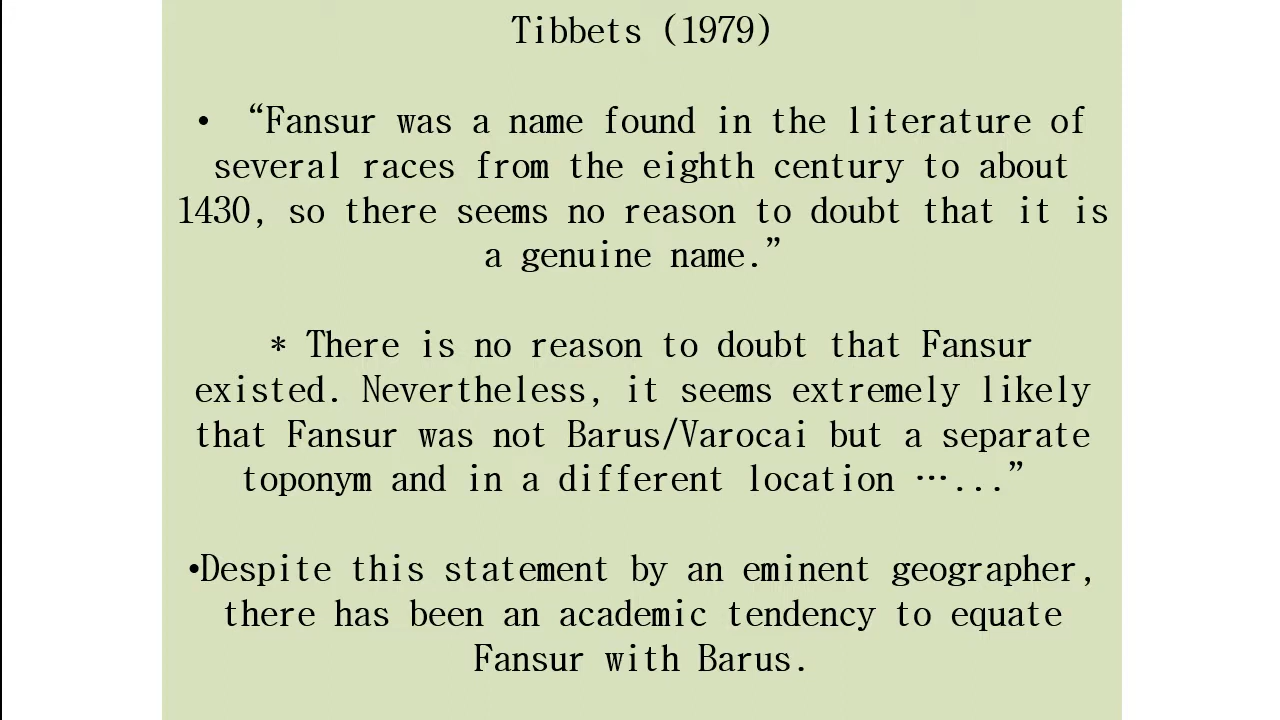 Tibbets (1979)
• “Fansur was a name found in the literature of
several races from the eighth century to about
1430, so there seems no reason to doubt that it is
a genuine name.”
* There is no reason to doubt that Fansur
existed. Nevertheless, it seems extremely likely
that Fansur was not Barus/Varocai but a separate
toponym and in a different location …...”
•Despite this statement by an eminent geographer,
there has been an academic tendency to equate
Fansur with Barus.